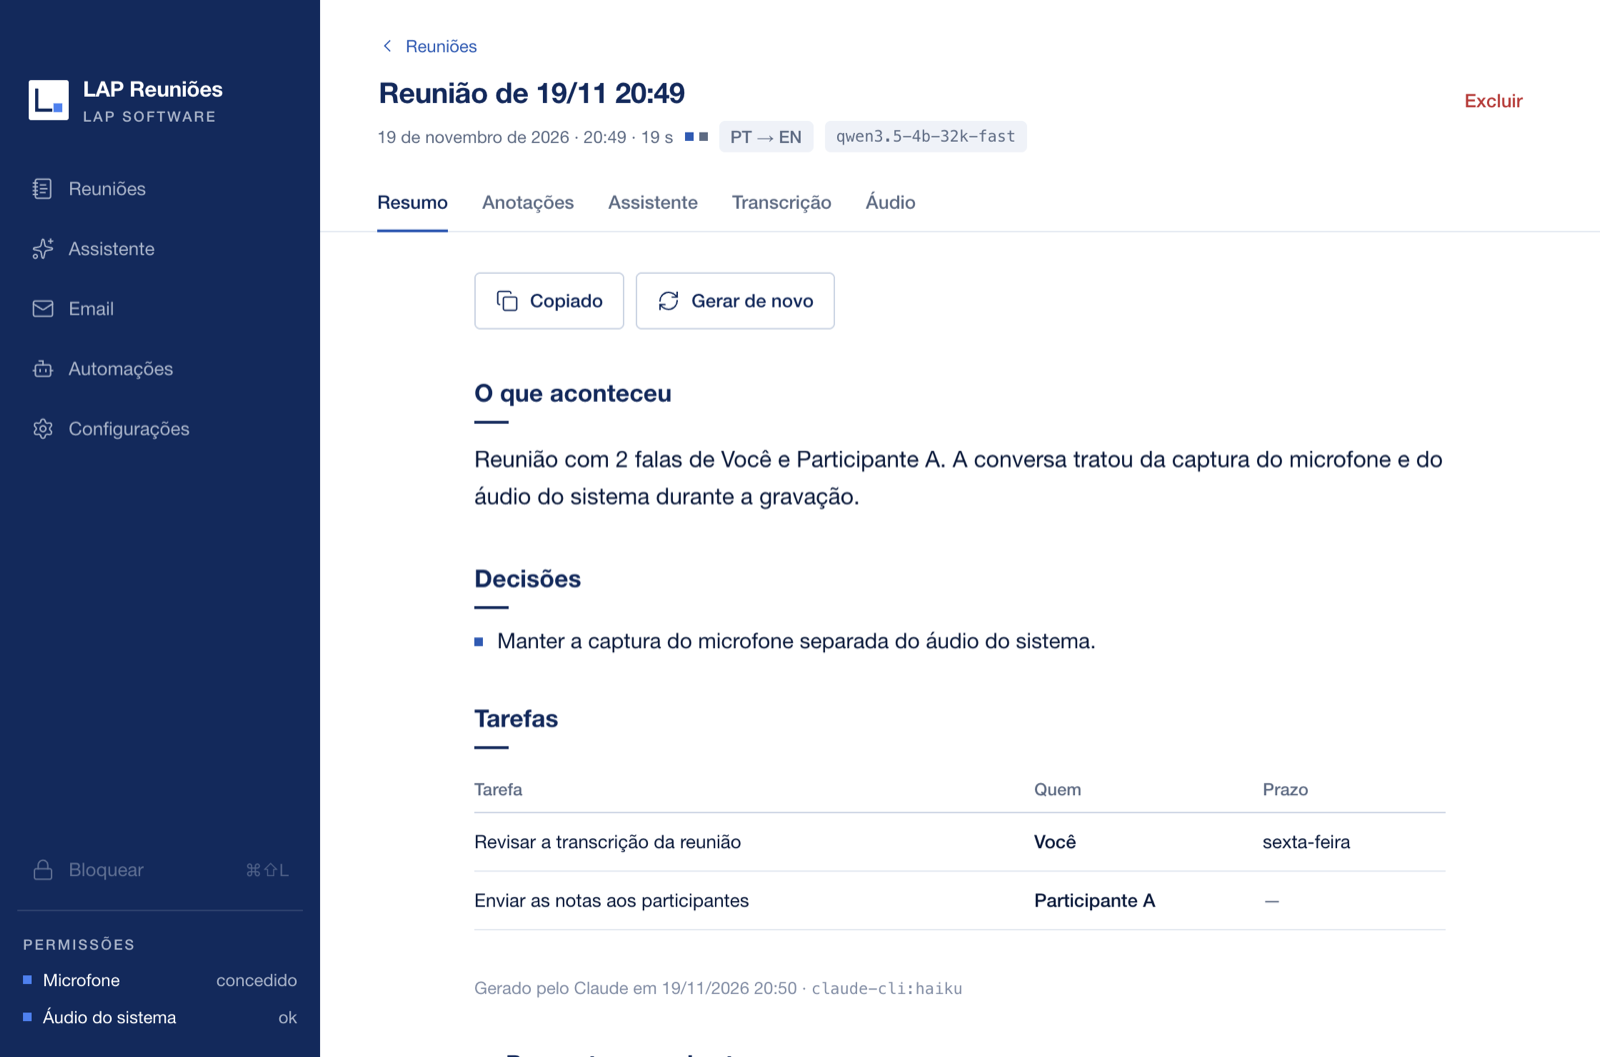 LAP Reuniões
LAP SOFTWARE
Reuniões
Assistente
Email
Automações
Configurações
Bloquear ⌘⇧L
PERMISSÕES
Microfone concedido
Áudio do sistema ok
Reuniões
Reunião de 19/11 20:49
Excluir
19 de novembro de 2026 · 20:49 · 19 s PT → EN qwen3.5-4b-32k-fast
Resumo Anotações Assistente Transcrição Áudio
Copiado Gerar de novo
O que aconteceu
Reunião com 2 falas de Você e Participante A. A conversa tratou da captura do microfone e do
áudio do sistema durante a gravação.
Decisões
Manter a captura do microfone separada do áudio do sistema.
Tarefas
Tarefa Quem Prazo
Revisar a transcrição da reunião Você sexta-feira
Enviar as notas aos participantes Participante A —
Gerado pelo Claude em 19/11/2026 20:50 · claude-cli:haiku